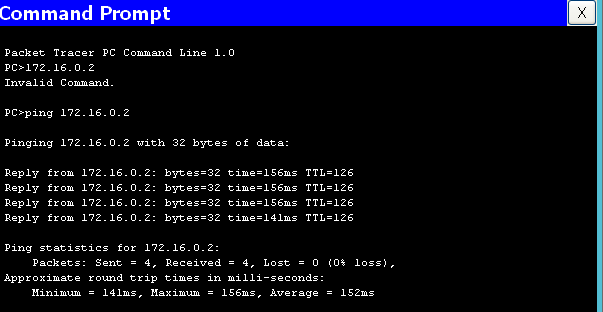 Command Prompt
X
Packet Tracer PC Command Line 1.0
PC>172.16.0.2
Invalid Command.
PC>ping 172.16.0.2
Pinging 172.16.0.2 with 32 bytes of data:
Reply from 172.16.0.2: bytes=32 time=156ms TTL=126
Reply from 172.16.0.2: bytes=32 time=156ms TTL=126
Reply from 172.16.0.2: bytes=32 time=156ms TTL=126
Reply from 172.16.0.2: bytes=32 time=141ms TTL=126
Ping statistics for 172.16.0.2:
Packets: Sent = 4, Received = 4, Lost = 0 (0% loss),
Approximate round trip times in milli-seconds:
Minimum = 141ms, Maximum = 156ms, Average = 152ms